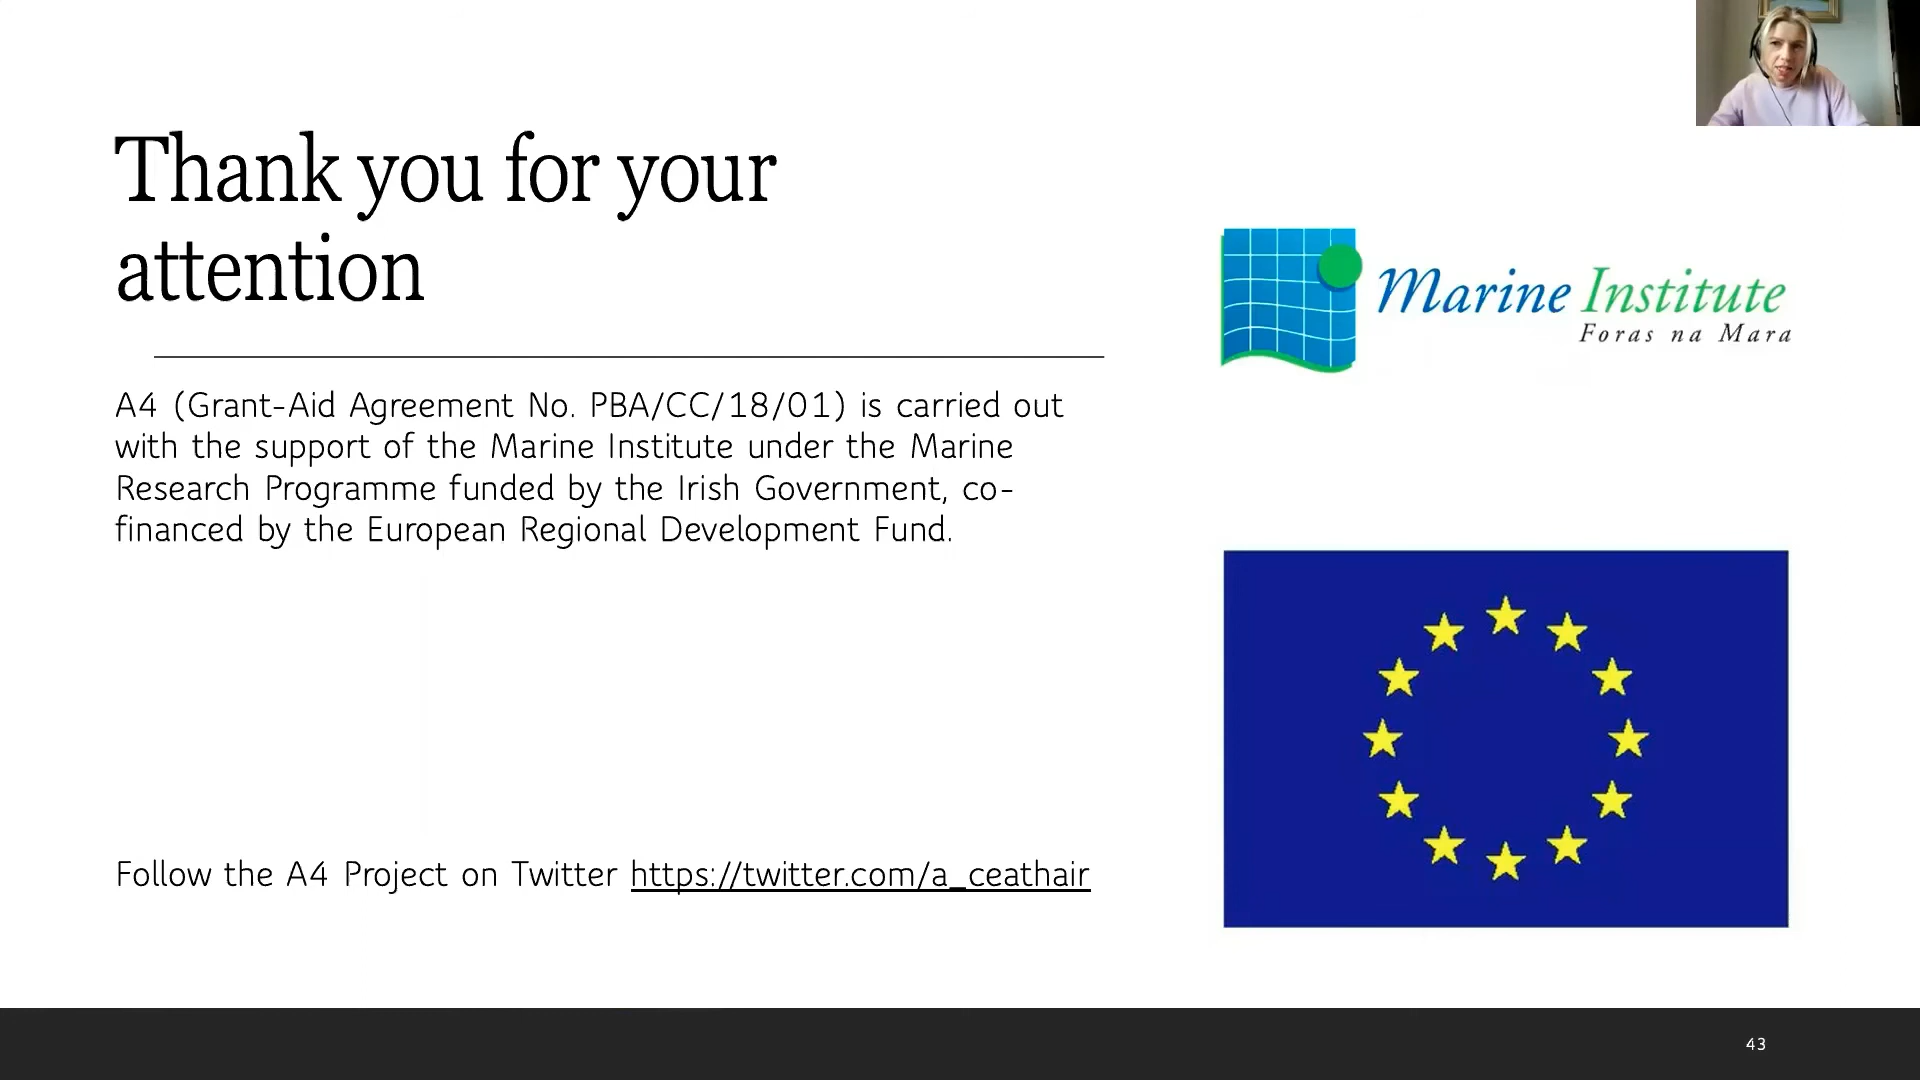 Thank you for your
attention
Marine Institute
Foras na Mara
A4 (Grant-Aid Agreement No. PBA/CC/18/01) is carried out
with the support of the Marine Institute under the Marine
Research Programme funded by the Irish Government, co-
financed by the European Regional Development Fund.
Follow the A4 Project on Twitter https://twitter.com/a_ceathair
43